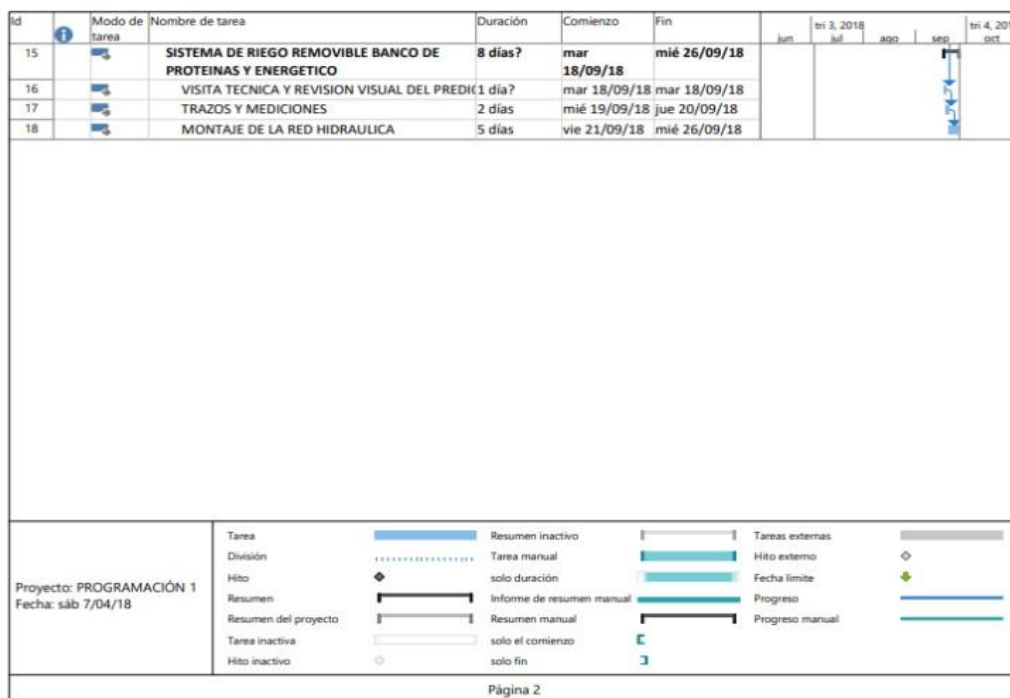 Id Modo de tarea Nombre de tarea Duración Comienzo Fin tri 3, 2018 tri 4, 201
jun jul ago sep oct
15 SISTEMA DE RIEGO REMOVIBLE BANCO DE PROTEINAS Y ENERGETICO 8 días? mar 18/09/18 mié 26/09/18
16 VISITA TECNICA Y REVISION VISUAL DEL PREDI 1 día? mar 18/09/18 mar 18/09/18
17 TRAZOS Y MEDICIONES 2 días mié 19/09/18 jue 20/09/18
18 MONTAJE DE LA RED HIDRAULICA 5 días vie 21/09/18 mié 26/09/18
Proyecto: PROGRAMACIÓN 1
Fecha: sáb 7/04/18
Tarea
División
Hito
Resumen
Resumen del proyecto
Tarea inactiva
Hito inactivo
Resumen inactivo
Tarea manual
solo duración
Informe de resumen manual
Resumen manual
solo el comienzo
solo fin
Tareas externas
Hito externo
Fecha límite
Progreso
Progreso manual
Página 2